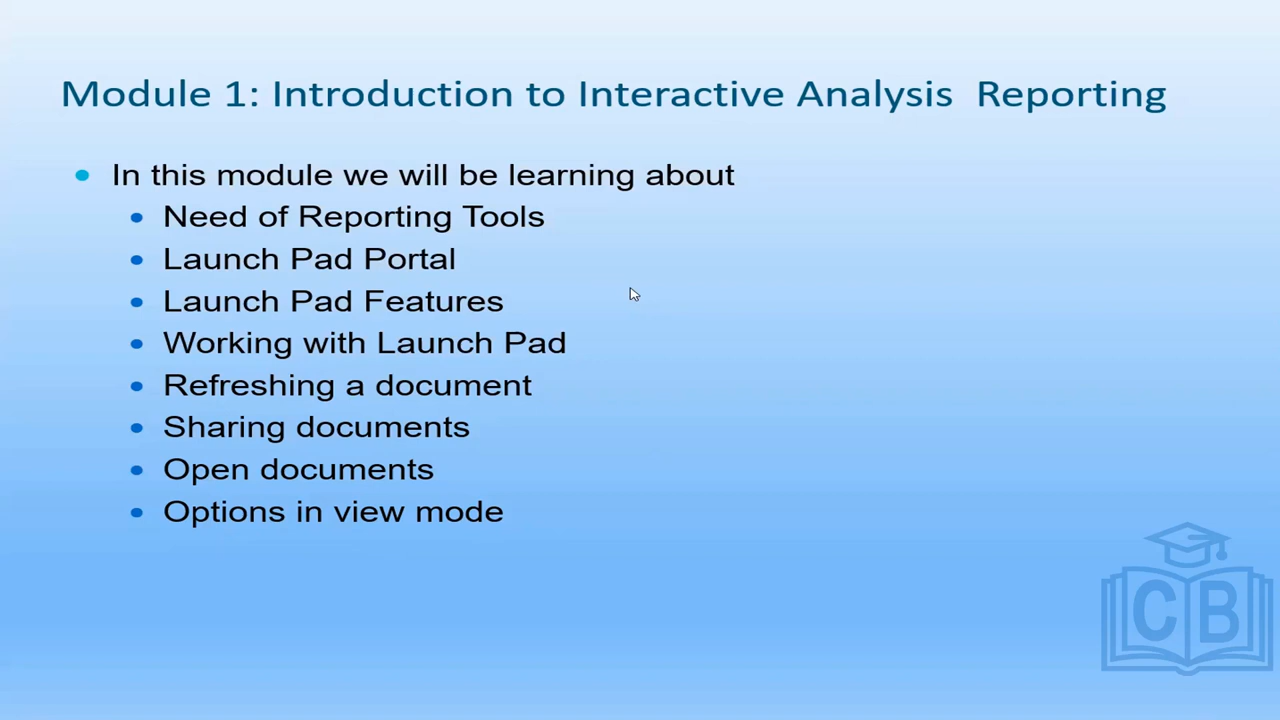 Module 1: Introduction to Interactive Analysis  Reporting
In this module we will be learning about
Need of Reporting Tools
Launch Pad Portal
Launch Pad Features
Working with Launch Pad
Refreshing a document
Sharing documents
Open documents
Options in view mode
CB